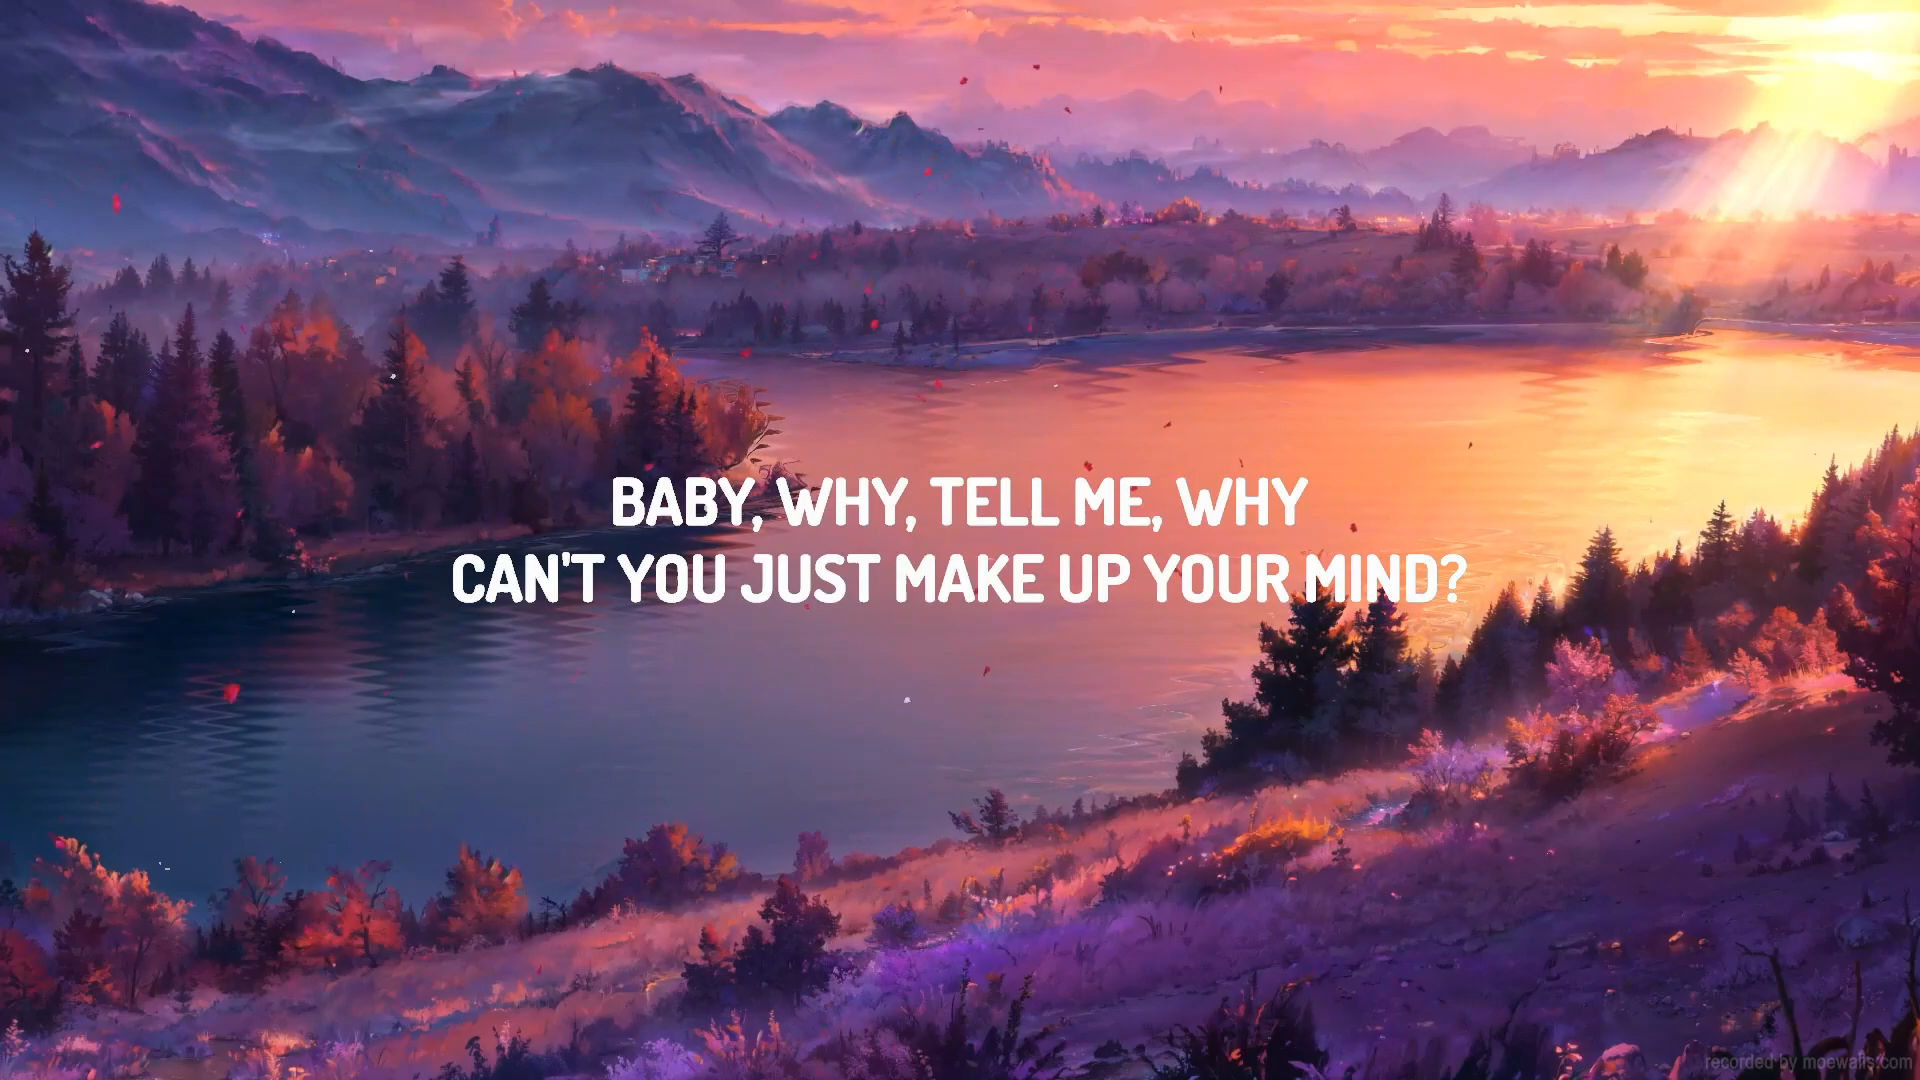 BABY, WHY, TELL ME, WHY
CAN'T YOU JUST MAKE UP YOUR MIND?
recorded by moewalls.com